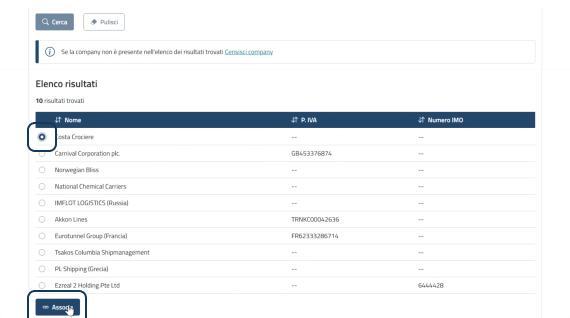 Cerca Pulisci
Se la company non è presente nell'elenco dei risultati trovati Censisci company
Elenco risultati
10 risultati trovati
Nome P. IVA Numero IMO
Costa Crociere -- --
Carnival Corporation plc. GB453376874 --
Norwegian Bliss -- --
National Chemical Carriers -- --
IMFLOT LOGISTICS (Russia) -- --
Akkon Lines TRNKC00042636 --
Eurotunnel Group (Francia) FR62333286714 --
Tsakos Columbia Shipmanagement -- --
PL Shipping (Grecia) -- --
Ezreal 2 Holding Pte Ltd -- 6444428
Associa